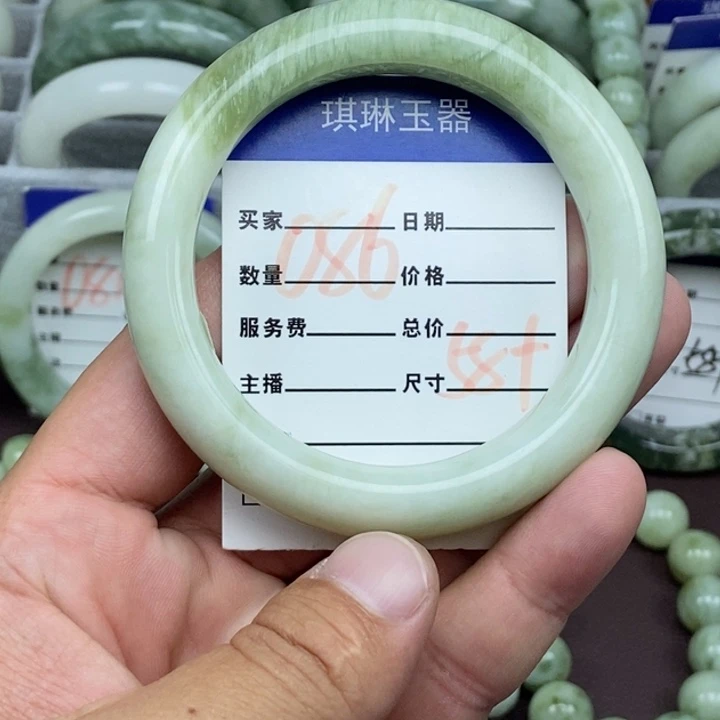 琪琳玉器
买家 日期
086
数量 价格
服务费 总价
58+
主播 尺寸